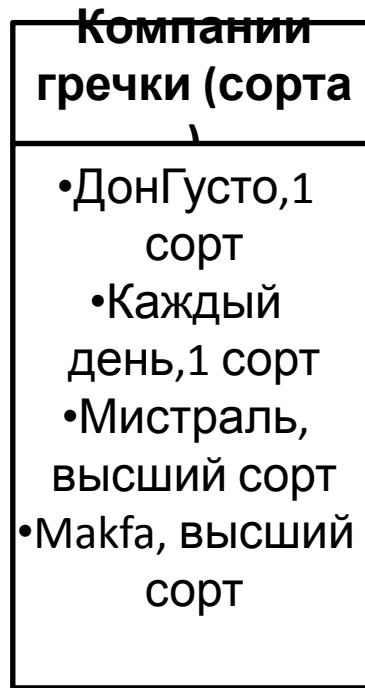 Компании
гречки (сорта
)
•ДонГусто,1
сорт
•Каждый
день,1 сорт
•Мистраль,
высший сорт
•Makfa, высший
сорт